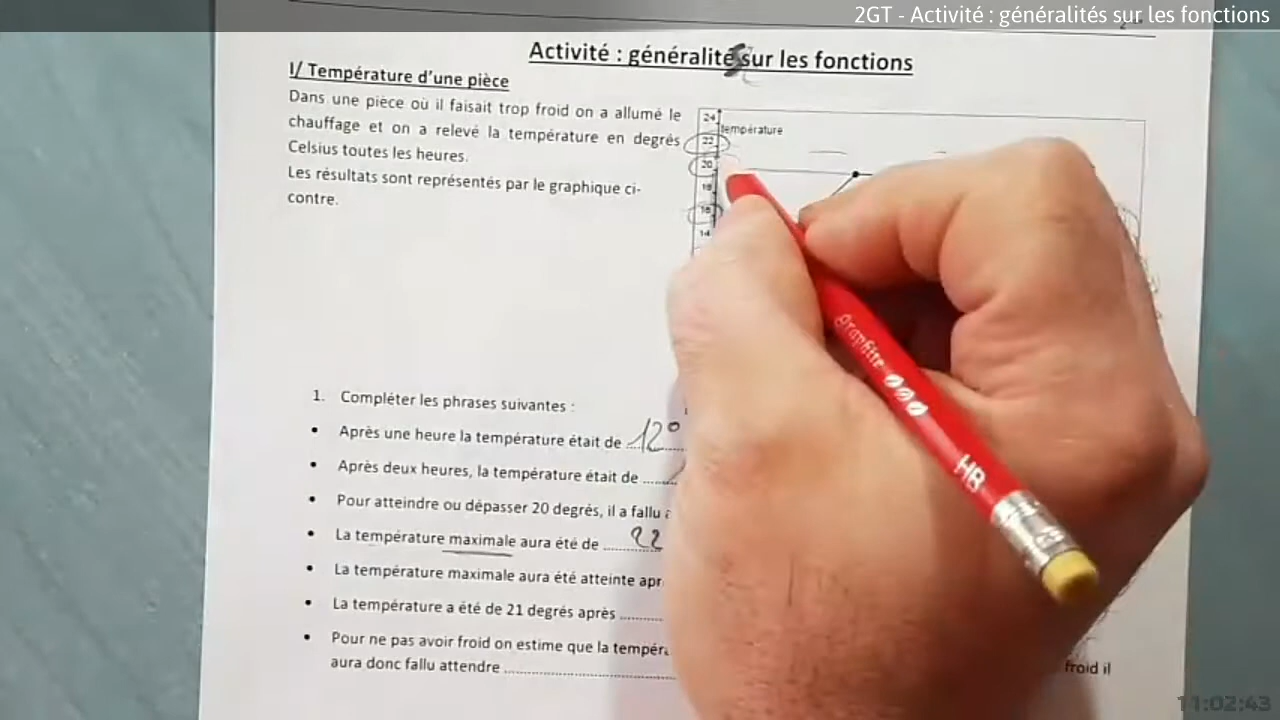 2GT - Activité : généralités sur les fonctions
Activité : généralités sur les fonctions
I/ Température d'une pièce
Dans une pièce où il faisait trop froid on a allumé le
chauffage et on a relevé la température en degrés
Celsius toutes les heures.
Les résultats sont représentés par le graphique ci-
contre.
24
température
22
20
18
16
14
1. Compléter les phrases suivantes :
• Après une heure la température était de 12°
• Après deux heures, la température était de ......
• Pour atteindre ou dépasser 20 degrés, il a fallu
• La température maximale aura été de 22
• La température maximale aura été atteinte apr
• La température a été de 21 degrés après ........
• Pour ne pas avoir froid on estime que la tempéra
froid il
aura donc fallu attendre ................................
graphite
HB
11:02:43